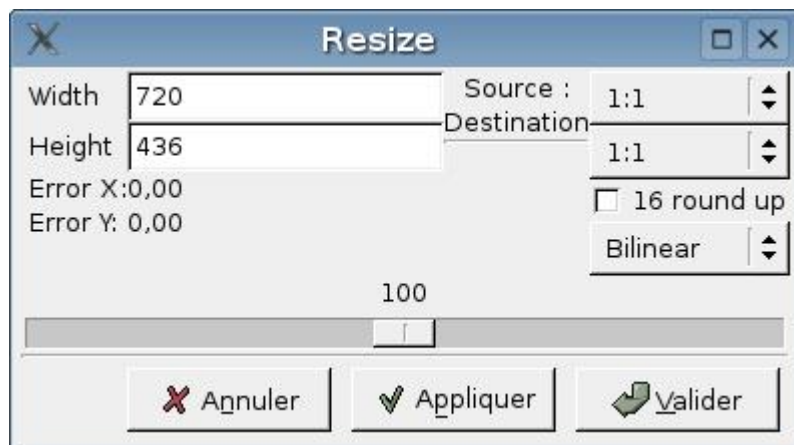 Resize
Width 720 Source : 1:1
Destination
Height 436 1:1
Error X:0,00
Error Y: 0,00
16 round up
Bilinear
100
Annuler Appliquer Valider